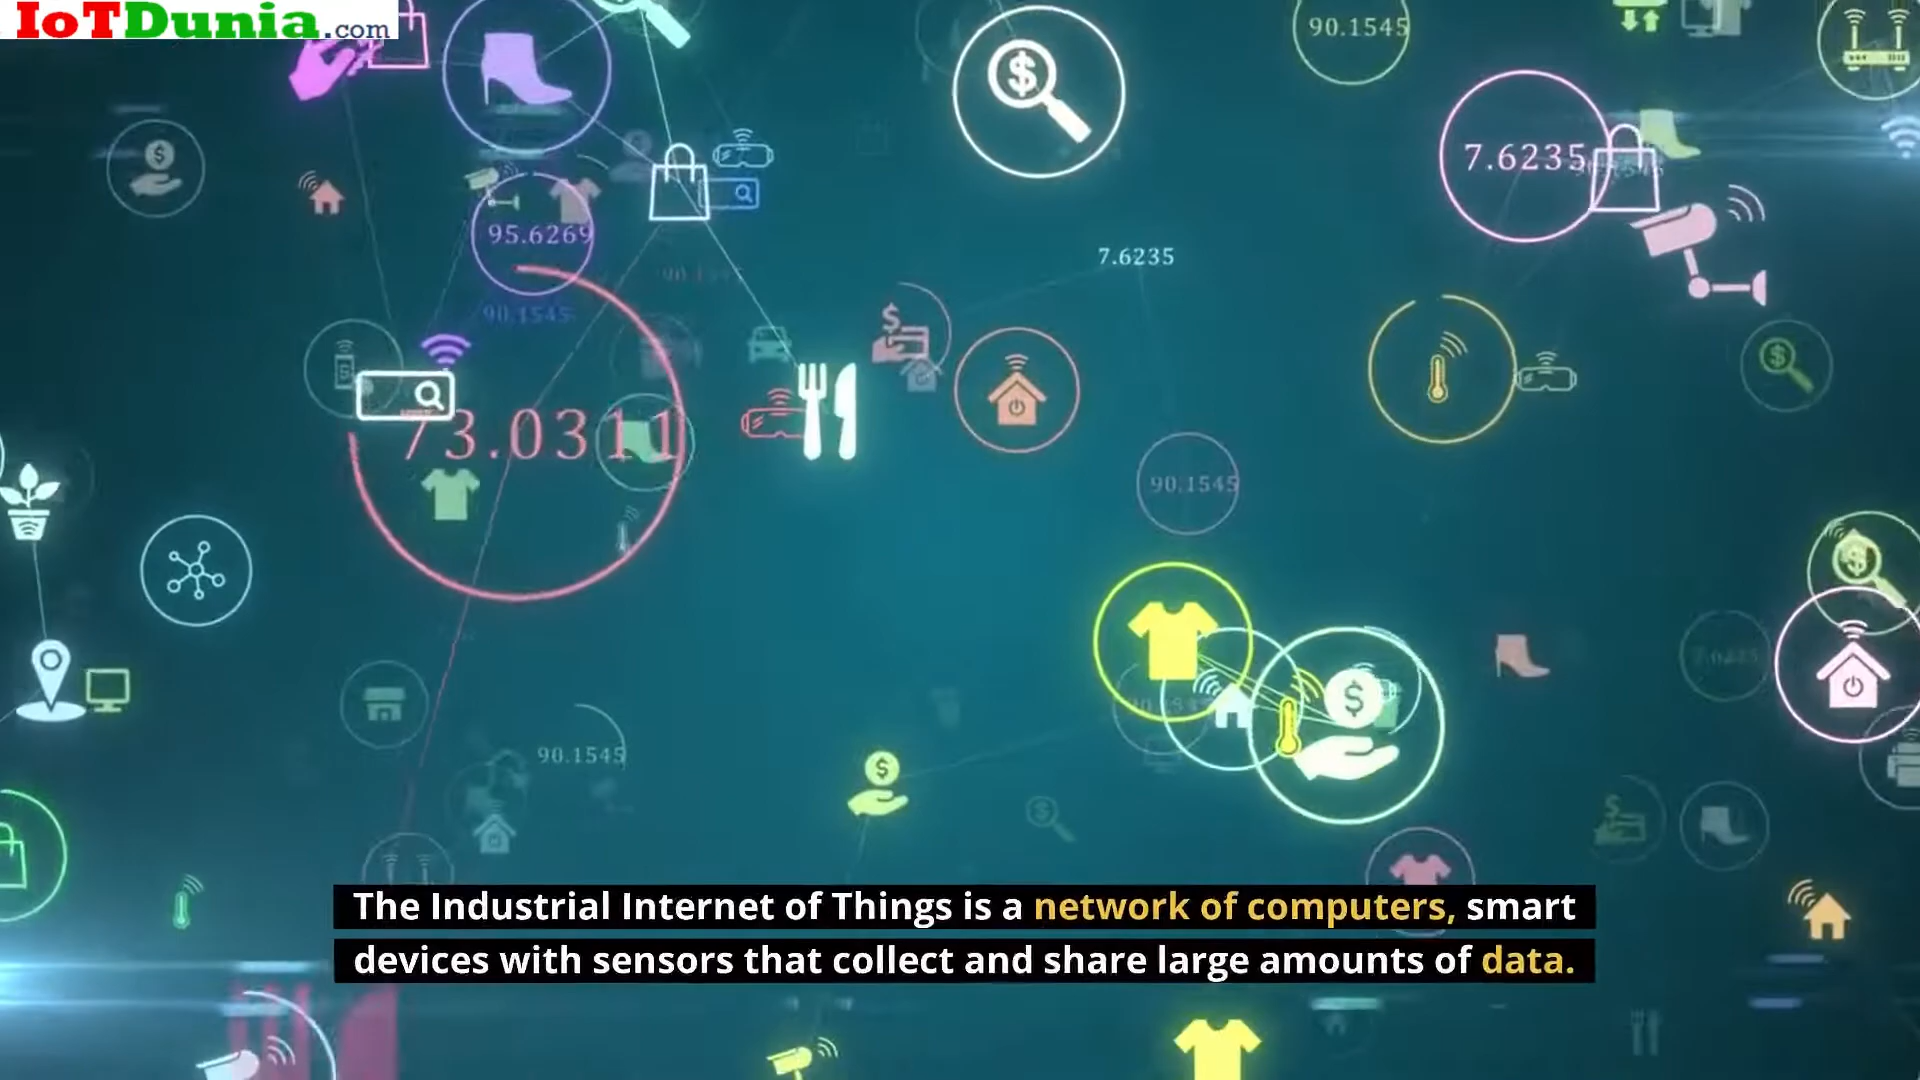 IoTDunia.com
90.1545
7.6235
95.6269
7.6235
90.1545
73.0311
90.1545
90.1545
The Industrial Internet of Things is a network of computers, smart
devices with sensors that collect and share large amounts of data.